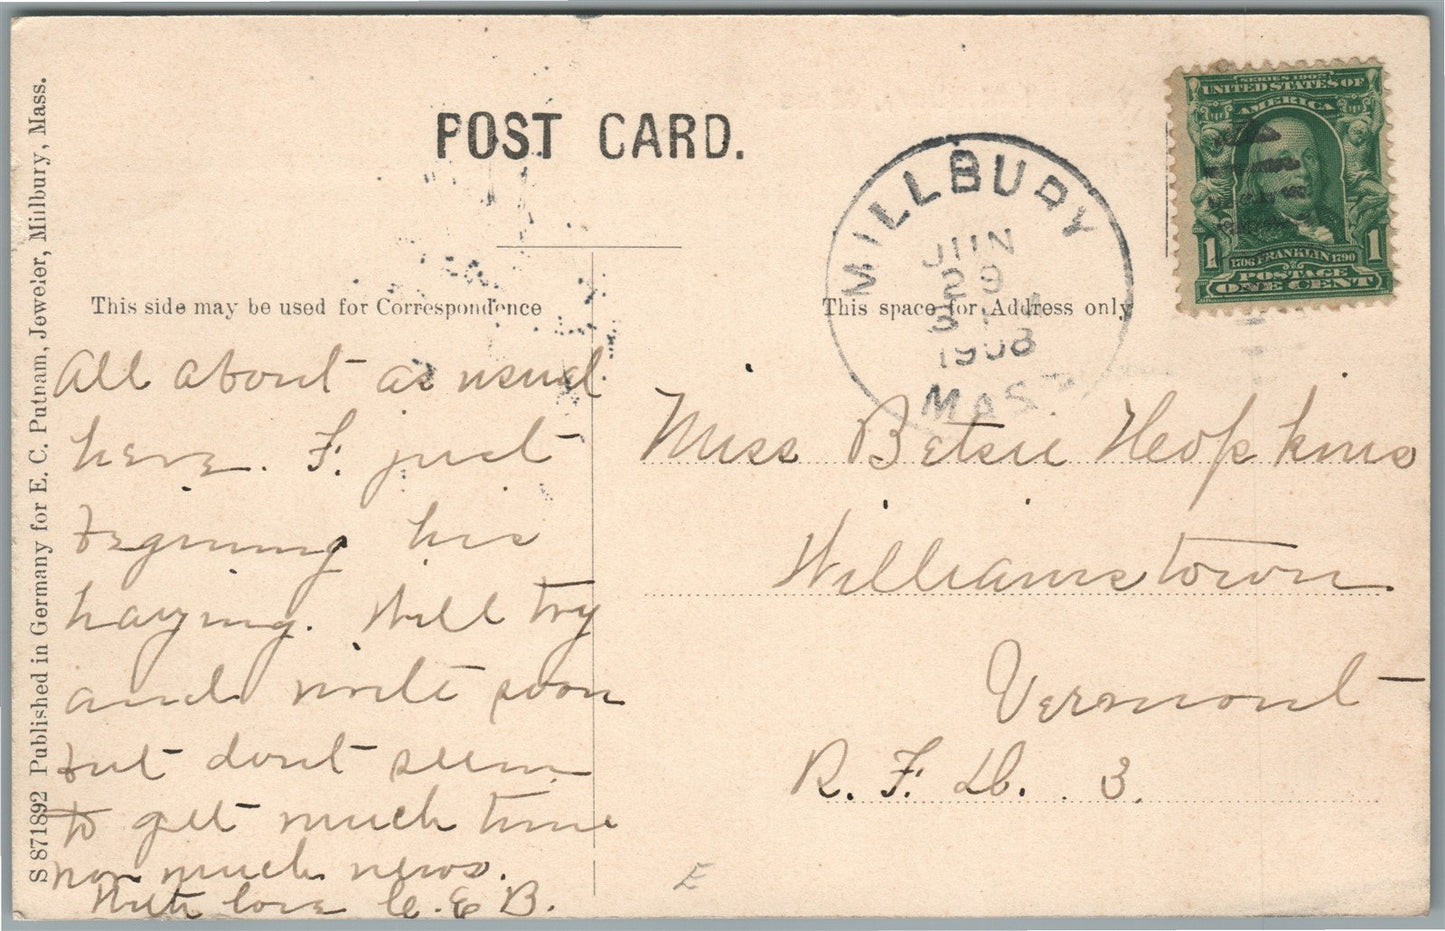 POST CARD.
This side may be used for Correspondence
This space for Address only
S 871892 Published in Germany for E. C. Putnam, Jeweler, Millbury, Mass.
MILLBURY
JUN
29
1908
MASS
SERIES 1902
UNITED STATES OF
AMERICA
1 1706 FRANKLIN 1790 1
POSTAGE
ONE CENT
All about as usual
here. F. just
begining his
haying. Will try
and write soon
but dont seem
to get much time
nor much news.
With love C. E B.
Miss Betsie Hopkins
Williamstown
Vermont
R. F. D. 3.
E